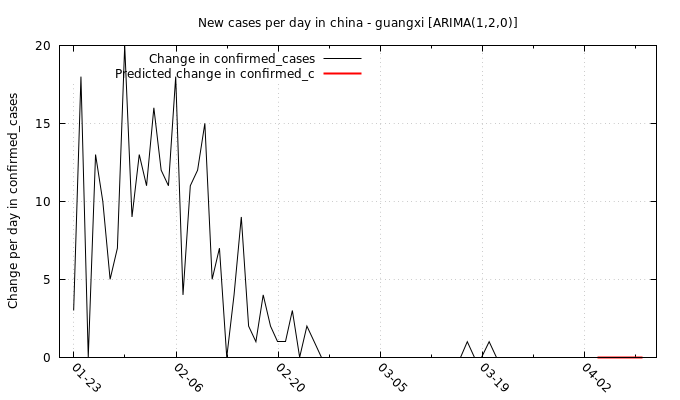 New cases per day in china - guangxi [ARIMA(1,2,0)]
Change in confirmed_cases
Predicted change in confirmed_c
Change per day in confirmed_cases
20
15
10
5
0
01-23
02-06
02-20
03-05
03-19
04-02